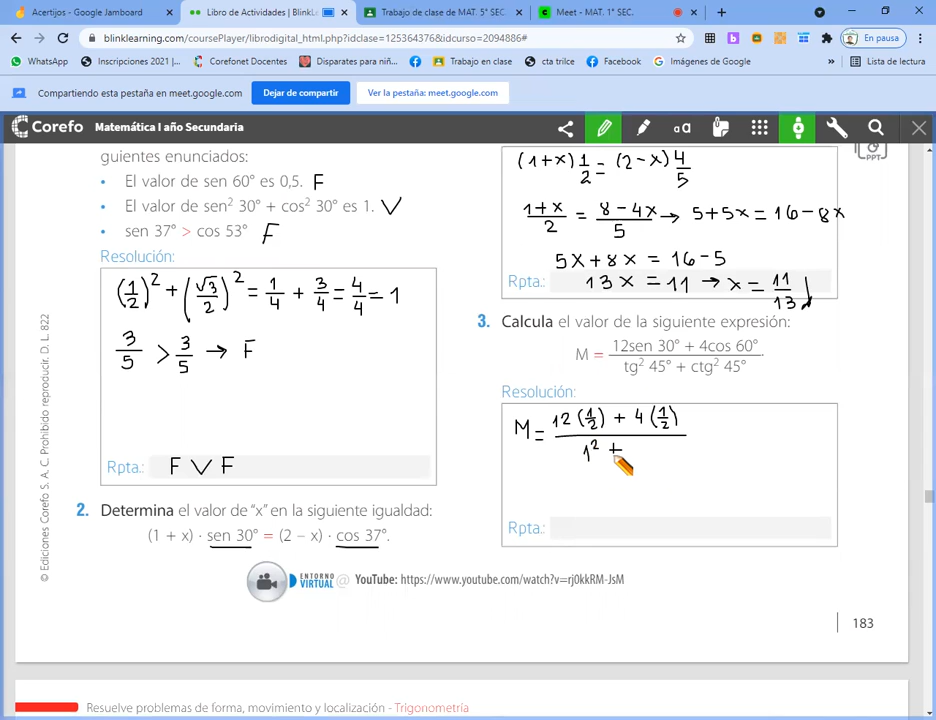 Acertijos - Google Jamboard
Libro de Actividades | BlinkLe
Trabajo de clase de MAT. 5° SEC
Meet - MAT. 1° SEC.
blinklearning.com/coursePlayer/librodigital_html.php?idclase=125364376&idcurso=2094886#
En pausa
WhatsApp
Inscripciones 2021 |...
Corefonet Docentes
Disparates para niñ...
Trabajo en clase
cta trilce
Facebook
Imágenes de Google
»
Lista de lectura
Compartiendo esta pestaña en meet.google.com
Dejar de compartir
Ver la pestaña: meet.google.com
Corefo
Matemática I año Secundaria
aa
PPT
guientes enunciados:
• El valor de sen 60° es 0,5. F
• El valor de sen² 30° + cos² 30° es 1. V
• sen 37° > cos 53° F
Resolución:
(1/2)² + (√3/2)² = 1/4 + 3/4 = 4/4 = 1
3/5 > 3/5 → F
Rpta.: F V F
2. Determina el valor de "x" en la siguiente igualdad:
(1 + x) · sen 30° = (2 – x) · cos 37°.
(1+x) 1/2 = (2-x) 4/5
1+x/2 = 8-4x/5 → 5+5x = 16-8x
5x+8x = 16-5
Rpta.: 13x = 11 → x = 11/13
3. Calcula el valor de la siguiente expresión:
M = 12sen 30° + 4cos 60°/tg² 45° + ctg² 45°.
Resolución:
M = 12(1/2) + 4(1/2)/1² +
Rpta.:
ENTORNO VIRTUAL @ YouTube: https://www.youtube.com/watch?v=rj0kkRM-JsM
© Ediciones Corefo S. A. C. Prohibido reproducir. D. L. 822
183
Resuelve problemas de forma, movimiento y localización - Trigonometría